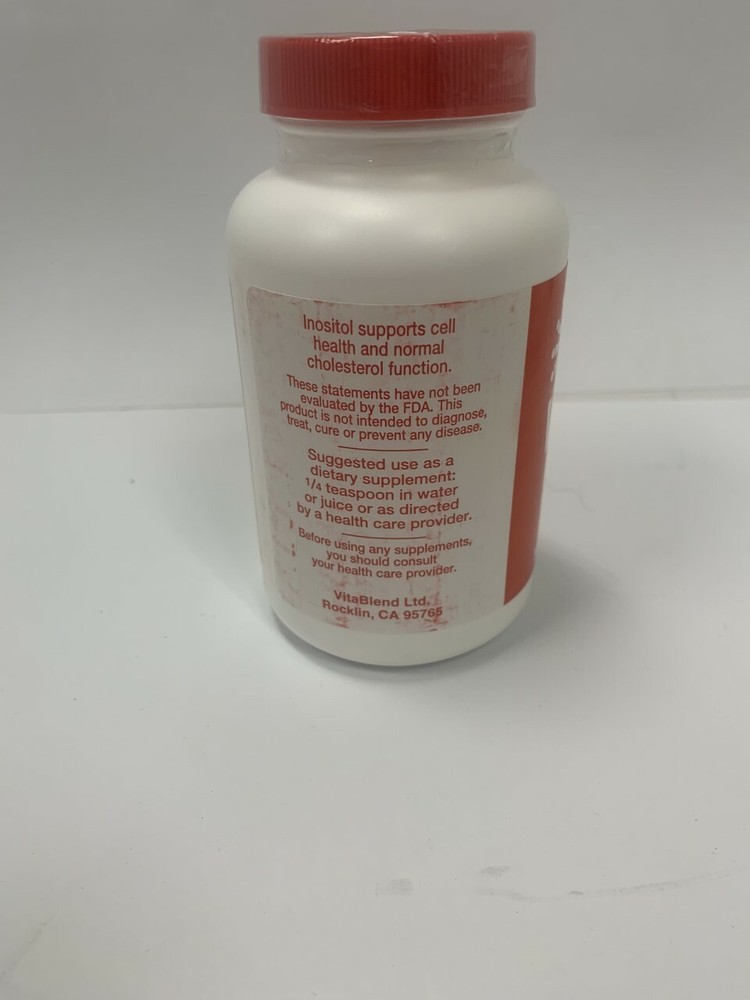 Inositol supports cell
health and normal
cholesterol function.
These statements have not been
evaluated by the FDA. This
product is not intended to diagnose,
treat, cure or prevent any disease.
Suggested use as a
dietary supplement:
1/4 teaspoon in water
or juice or as directed
by a health care provider.
Before using any supplements,
you should consult
your health care provider.
VitaBlend Ltd.
Rocklin, CA 95765